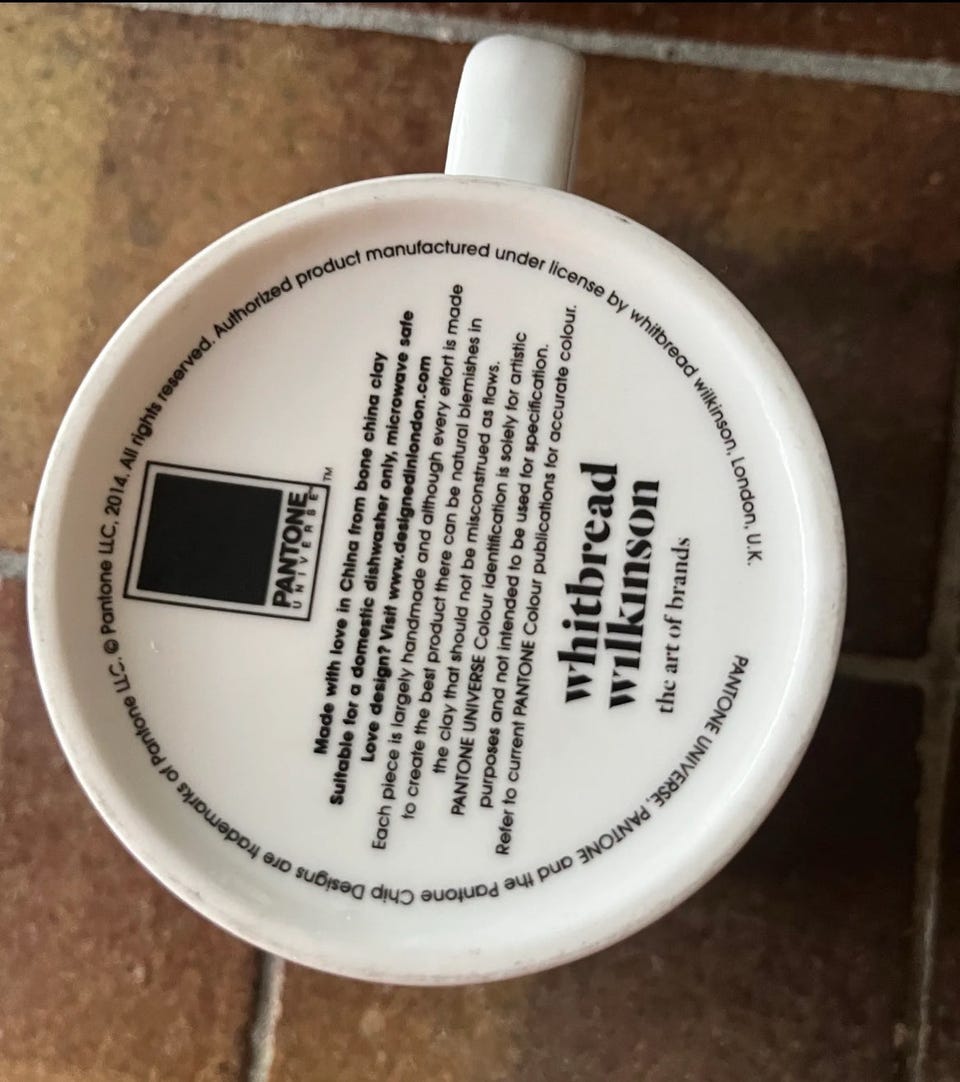 PANTONE
UNIVERSE™
Made with love in China from bone china clay
Suitable for a domestic dishwasher only, microwave safe
Love design? Visit www.designedinlondon.com
Each piece is largely handmade and although every effort is made
to create the best product there can be natural blemishes in
the clay that should not be misconstrued as flaws.
PANTONE UNIVERSE Colour identification is solely for artistic
purposes and not intended to be used for specification.
Refer to current PANTONE Colour publications for accurate colour.
whitbread
wilkinson
the art of brands
PANTONE UNIVERSE, PANTONE and the Pantone Chip Designs are trademarks of Pantone LLC. © Pantone LLC, 2014. All rights reserved. Authorized product manufactured under license by whitbread wilkinson, London, U.K.